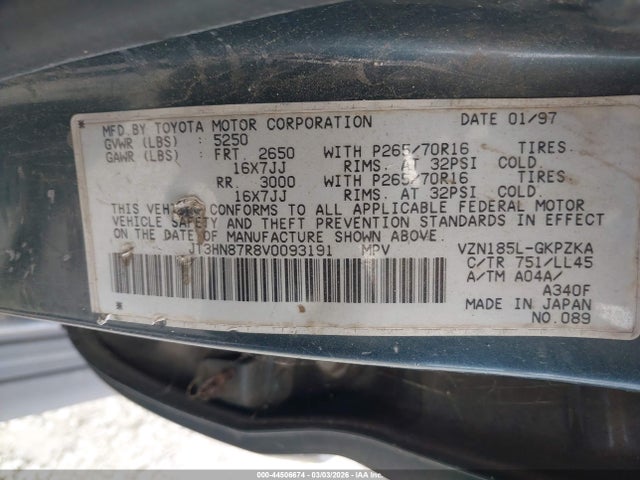 MFD.BY TOYOTA MOTOR CORPORATION DATE 01/97
GVWR (LBS) : 5250
GAWR (LBS) : FRT. 2650 WITH P265/70R16 TIRES
16X7JJ RIMS. AT 32PSI COLD.
RR. 3000 WITH P265/70R16 TIRES
16X7JJ RIMS. AT 32PSI COLD.
THIS VEHICLE CONFORMS TO ALL APPLICABLE FEDERAL MOTOR
VEHICLE SAFETY AND THEFT PREVENTION STANDARDS IN EFFECT
ON THE DATE OF MANUFACTURE SHOWN ABOVE.
JT3HN87R8V0093191 MPV VZN185L-GKPZKA
C/TR 751/LL45
A/TM A04A/
A340F
MADE IN JAPAN
NO.089
000-44506674 | 03/03/2026 - IAA Inc.